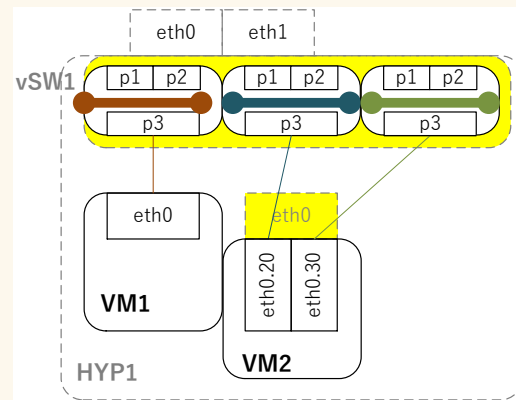 eth0 eth1
vSW1
p1 p2 p1 p2 p1 p2
p3 p3 p3
eth0 eth0
eth0.20 eth0.30
VM1
VM2
HYP1